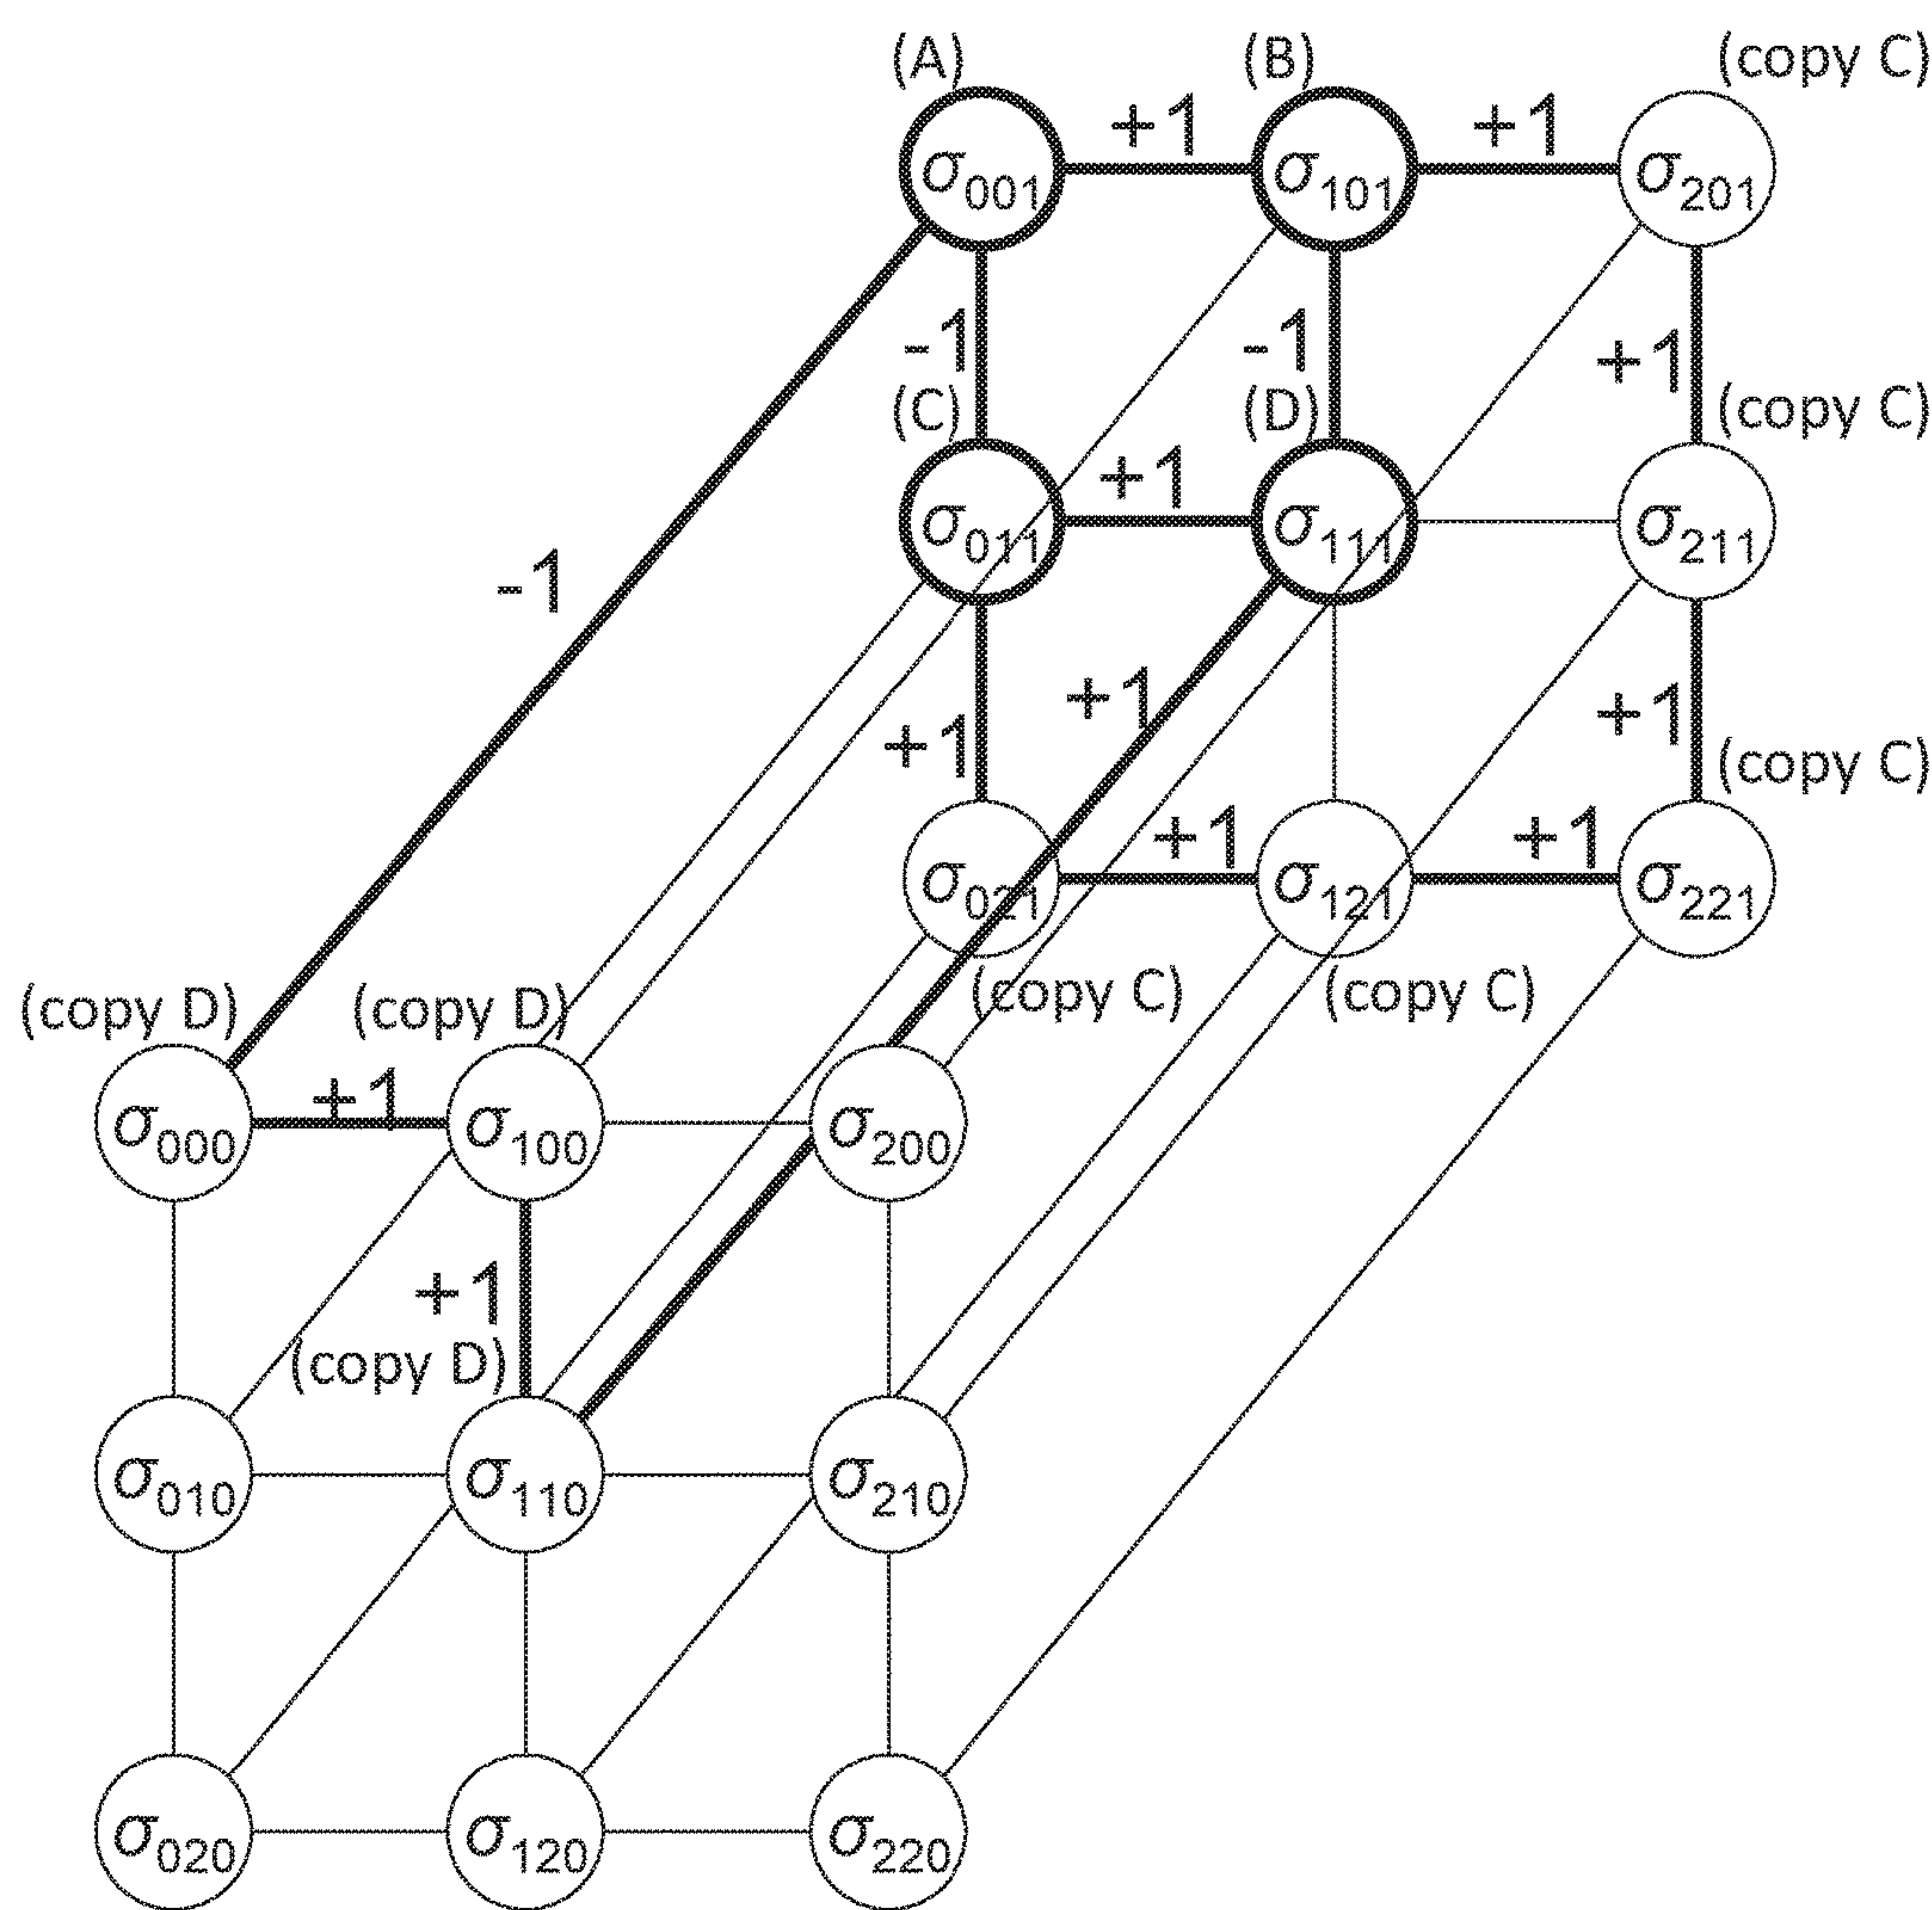 (A) (B) (copy C)
+1 +1
σ001 σ101 σ201
-1 -1 +1
(C) (D) (copy C)
+1
σ011 σ111 σ211
-1
+1 +1 +1
(copy C)
+1 +1
σ021 σ121 σ221
(copy D) (copy D) (copy C) (copy C)
+1
σ000 σ100 σ200
+1
(copy D)
σ010 σ110 σ210
σ020 σ120 σ220